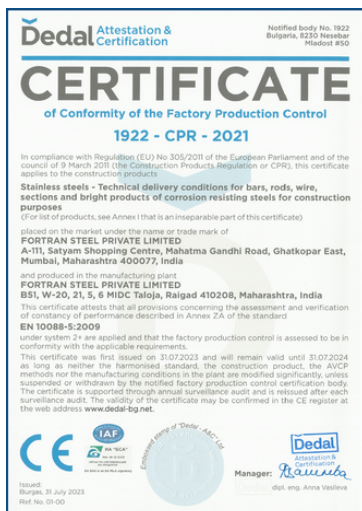 Dedal Attestation &
Certification
Notified body No. 1922
Bulgaria, 8230 Nesebar
Mladost #50
CERTIFICATE
of Conformity of the Factory Production Control
1922 - CPR - 2021
In compliance with Regulation (EU) No 305/2011 of the European Parliament and of the
council of 9 March 2011 (the Construction Products Regulation or CPR), this certificate
applies to the construction products
Stainless steels - Technical delivery conditions for bars, rods, wire,
sections and bright products of corrosion resisting steels for construction
purposes
(For list of products, see Annex I that is an inseparable part of this certificate)
placed on the market under the name or trade mark of
FORTRAN STEEL PRIVATE LIMITED
A-111, Satyam Shopping Centre, Mahatma Gandhi Road, Ghatkopar East,
Mumbai, Maharashtra 400077, India
and produced in the manufacturing plant
FORTRAN STEEL PRIVATE LIMITED
B51, W-20, 21, 5, 6 MIDC Taloja, Raigad 410208, Maharashtra, India
This certificate attests that all provisions concerning the assessment and verification
of constancy of performance described in Annex ZA of the standard
EN 10088-5:2009
under system 2+ are applied and that the factory production control is assessed to be in
conformity with the applicable requirements.
This certificate was first issued on 31.07.2023 and will remain valid until 31.07.2024
as long as neither the harmonised standard, the construction product, the AVCP
methods nor the manufacturing conditions in the plant are modified significantly, unless
suspended or withdrawn by the notified factory production control certification body.
The certificate is supported through annual surveillance audit and is reissued after each
surveillance audit. The validity of the certificate may be confirmed in the CE register at
the web address www.dedal-bg.net.
CE
IAF
Embossed stamp of "Dedal - A&C" Ltd.
Dedal
Attestation &
Certification
Manager:
dipl. eng. Anna Vasileva
Issued:
Burgas, 31 July 2023
Ref. No. 01-00